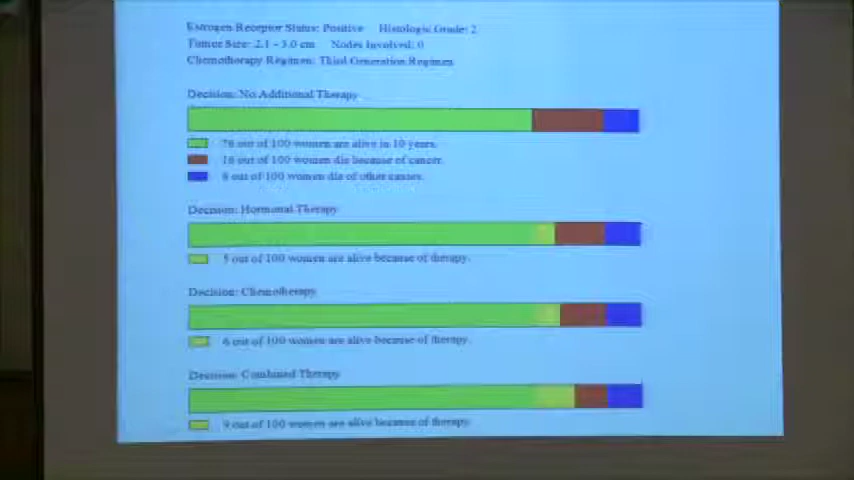 Estrogen Receptor Status: Positive Histologic Grade: 2
Tumor Size: 2.1 - 3.0 cm Nodes Involved: 0
Chemotherapy Regimen: Third Generation Regimen
Decision: No Additional Therapy
76 out of 100 women are alive in 10 years.
16 out of 100 women die because of cancer.
8 out of 100 women die of other causes.
Decision: Hormonal Therapy
5 out of 100 women are alive because of therapy.
Decision: Chemotherapy
6 out of 100 women are alive because of therapy.
Decision: Combined Therapy
9 out of 100 women are alive because of therapy.